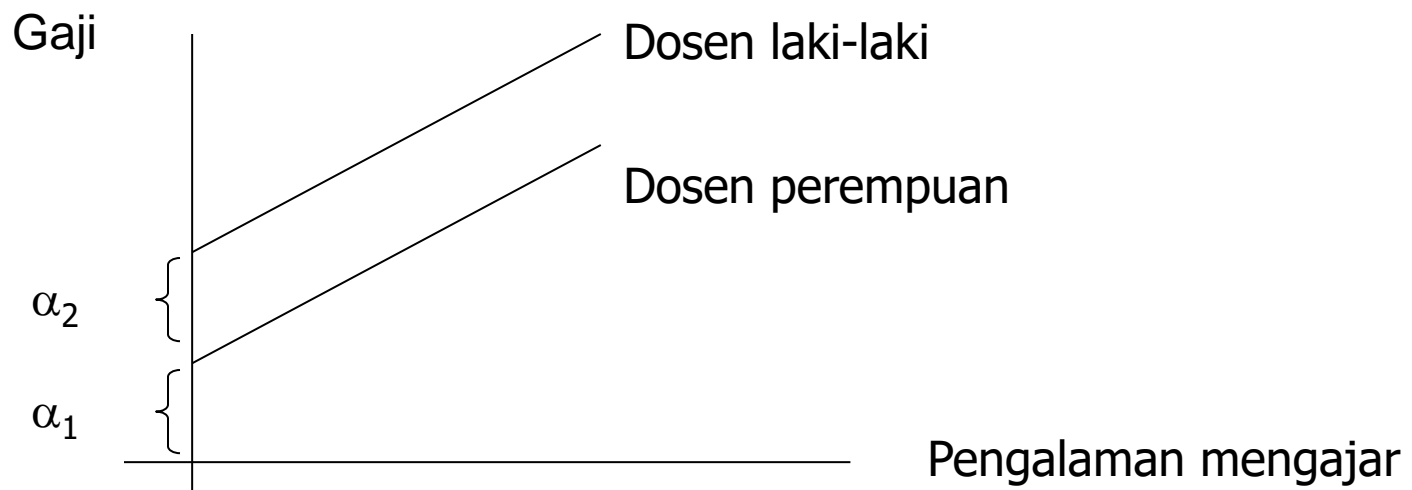 Gaji
Dosen laki-laki
Dosen perempuan
α₂
α₁
Pengalaman mengajar